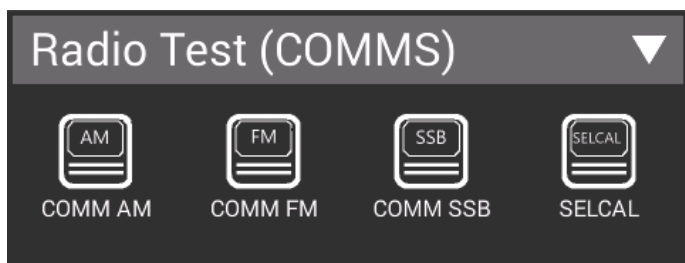 Radio Test (COMMS)
AM FM SSB SELCAL
COMM AM COMM FM COMM SSB SELCAL